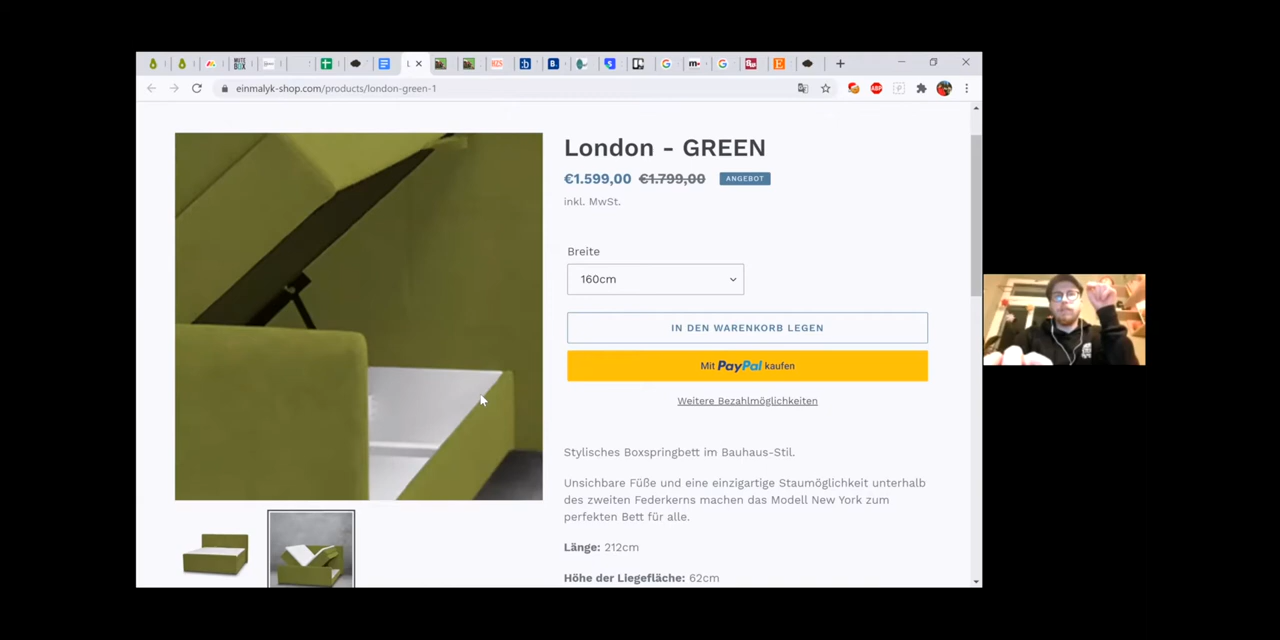 einmalyk-shop.com/products/london-green-1
London - GREEN
€1.599,00 €1.799,00 ANGEBOT
inkl. MwSt.
Breite
160cm
IN DEN WARENKORB LEGEN
Mit PayPal kaufen
Weitere Bezahlmöglichkeiten
Stylisches Boxspringbett im Bauhaus-Stil.
Unsichbare Füße und eine einzigartige Staumöglichkeit unterhalb
des zweiten Federkerns machen das Modell New York zum
perfekten Bett für alle.
Länge: 212cm
Höhe der Liegefläche: 62cm